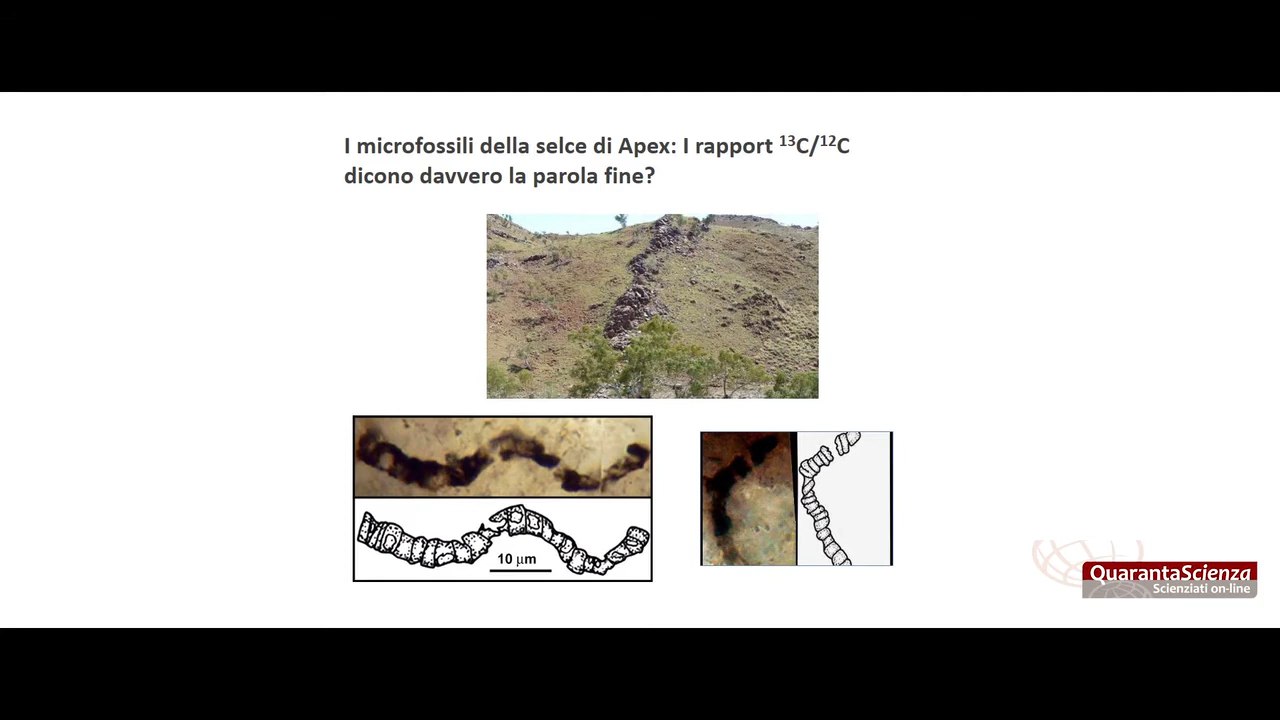 I microfossili della selce di Apex: I rapport ¹³C/¹²C
dicono davvero la parola fine?
10 μm
QuarantaScienza
Scienziati on-line